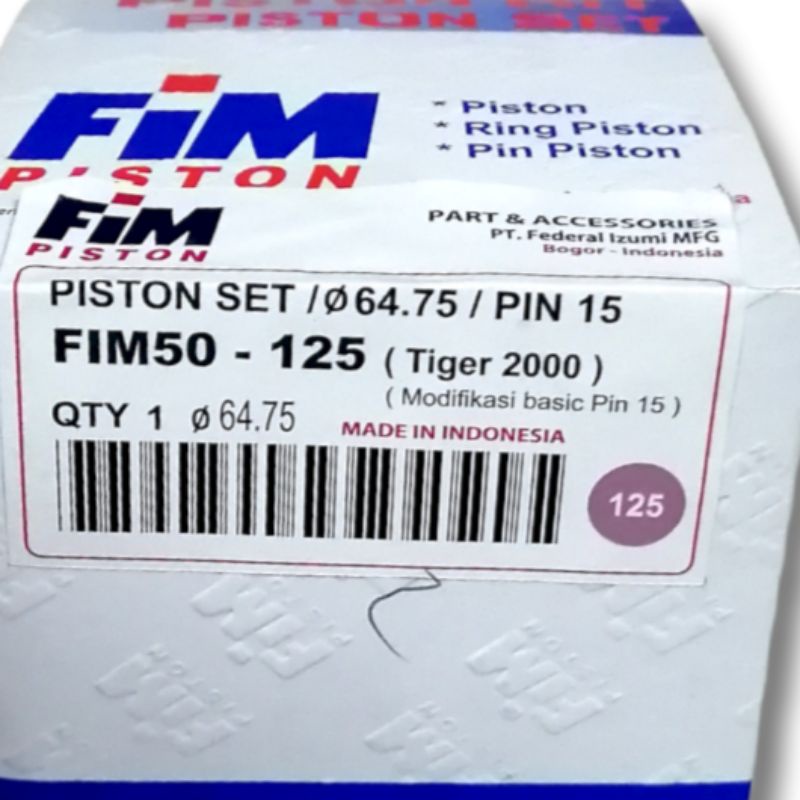 PISTON SET
FiM
PISTON
* Piston
* Ring Piston
* Pin Piston
FiM
PISTON
PART & ACCESSORIES
PT. Federal Izumi MFG
Bogor - Indonesia
PISTON SET / Ø 64.75 / PIN 15
FIM50 - 125 ( Tiger 2000 )
( Modifikasi basic Pin 15 )
QTY 1 ø 64.75
MADE IN INDONESIA
125